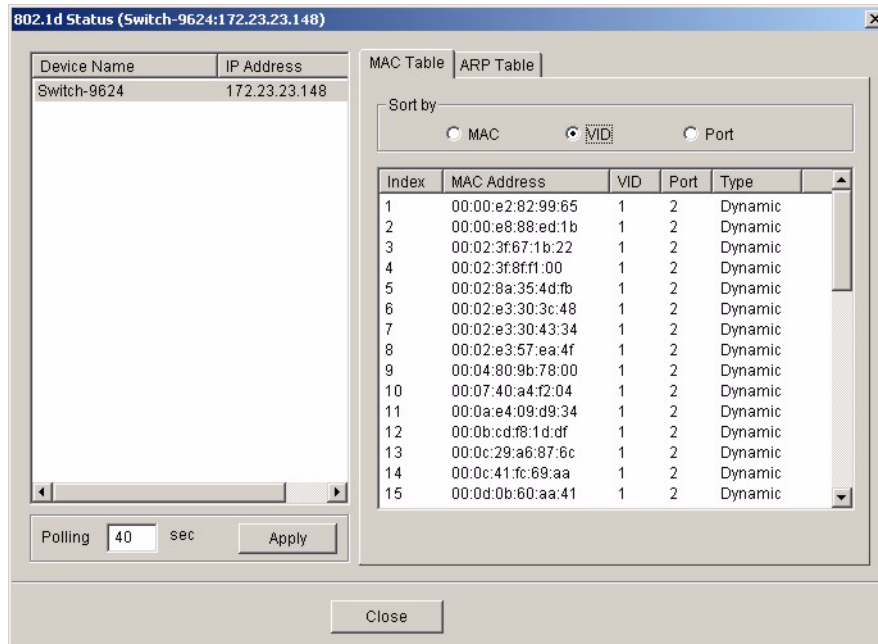 802.1d Status (Switch-9624:172.23.23.148)
Device Name IP Address
Switch-9624 172.23.23.148
Polling 40 sec Apply
MAC Table ARP Table
Sort by
MAC VID Port
Index MAC Address VID Port Type
1 00:00:e2:82:99:65 1 2 Dynamic
2 00:00:e8:88:ed:1b 1 2 Dynamic
3 00:02:3f:67:1b:22 1 2 Dynamic
4 00:02:3f:8f:f1:00 1 2 Dynamic
5 00:02:8a:35:4d:fb 1 2 Dynamic
6 00:02:e3:30:3c:48 1 2 Dynamic
7 00:02:e3:30:43:34 1 2 Dynamic
8 00:02:e3:57:ea:4f 1 2 Dynamic
9 00:04:80:9b:78:00 1 2 Dynamic
10 00:07:40:a4:f2:04 1 2 Dynamic
11 00:0a:e4:09:d9:34 1 2 Dynamic
12 00:0b:cd:f8:1d:df 1 2 Dynamic
13 00:0c:29:a6:87:6c 1 2 Dynamic
14 00:0c:41:fc:69:aa 1 2 Dynamic
15 00:0d:0b:60:aa:41 1 2 Dynamic
Close